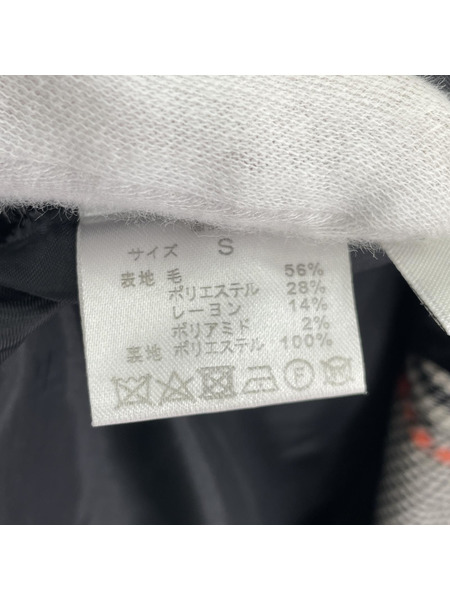 サイズ S
表地 毛 56%
ポリエステル 28%
レーヨン 14%
ポリアミド 2%
裏地 ポリエステル 100%
F